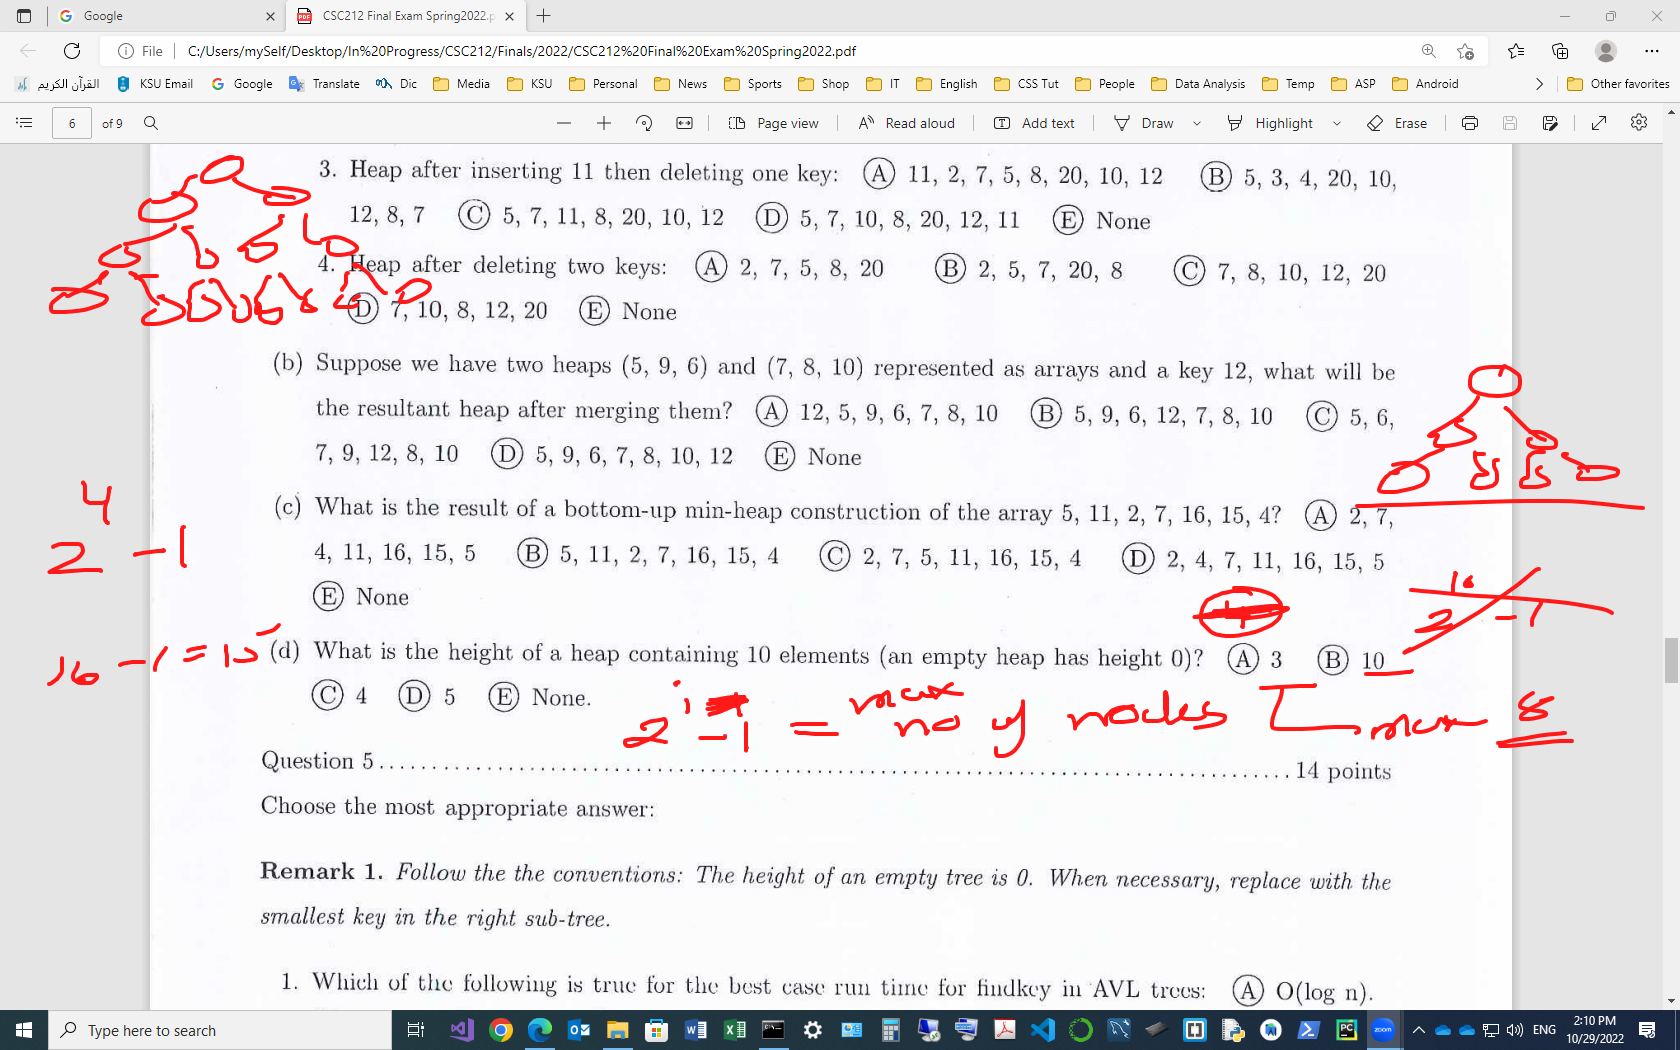 Google
CSC212 Final Exam Spring2022.p
File
C:/Users/mySelf/Desktop/In%20Progress/CSC212/Finals/2022/CSC212%20Final%20Exam%20Spring2022.pdf
القرآن الكريم KSU Email Google Translate Dic Media KSU Personal News Sports Shop IT English CSS Tut People Data Analysis Temp ASP Android Other favorites
6 of 9 Page view Read aloud Add text Draw Highlight Erase
3. Heap after inserting 11 then deleting one key: (A) 11, 2, 7, 5, 8, 20, 10, 12 (B) 5, 3, 4, 20, 10,
12, 8, 7 (C) 5, 7, 11, 8, 20, 10, 12 (D) 5, 7, 10, 8, 20, 12, 11 (E) None
4. Heap after deleting two keys: (A) 2, 7, 5, 8, 20 (B) 2, 5, 7, 20, 8 (C) 7, 8, 10, 12, 20
(D) 7, 10, 8, 12, 20 (E) None
(b) Suppose we have two heaps (5, 9, 6) and (7, 8, 10) represented as arrays and a key 12, what will be
the resultant heap after merging them? (A) 12, 5, 9, 6, 7, 8, 10 (B) 5, 9, 6, 12, 7, 8, 10 (C) 5, 6,
7, 9, 12, 8, 10 (D) 5, 9, 6, 7, 8, 10, 12 (E) None
(c) What is the result of a bottom-up min-heap construction of the array 5, 11, 2, 7, 16, 15, 4? (A) 2, 7,
4, 11, 16, 15, 5 (B) 5, 11, 2, 7, 16, 15, 4 (C) 2, 7, 5, 11, 16, 15, 4 (D) 2, 4, 7, 11, 16, 15, 5
(E) None
4
2 - 1
10
2 - 1
16 - 1 = 15
(d) What is the height of a heap containing 10 elements (an empty heap has height 0)? (A) 3 (B) 10
(C) 4 (D) 5 (E) None.
2 i - 1 = max no of nodes max 8
Question 5 14 points
Choose the most appropriate answer:
Remark 1. Follow the the conventions: The height of an empty tree is 0. When necessary, replace with the
smallest key in the right sub-tree.
1. Which of the following is true for the best case run time for findkey in AVL trees: (A) O(log n).
Type here to search
zoom
ENG
2:10 PM
10/29/2022